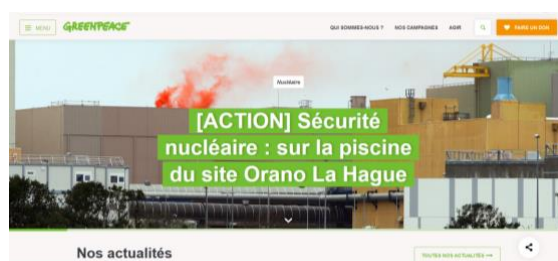 MENU
GREENPEACE
QUI SOMMES-NOUS ?
NOS CAMPAGNES
AGIR
FAIRE UN DON
Nucléaire
[ACTION] Sécurité
nucléaire : sur la piscine
du site Orano La Hague
Nos actualités
TOUTES NOS ACTUALITÉS